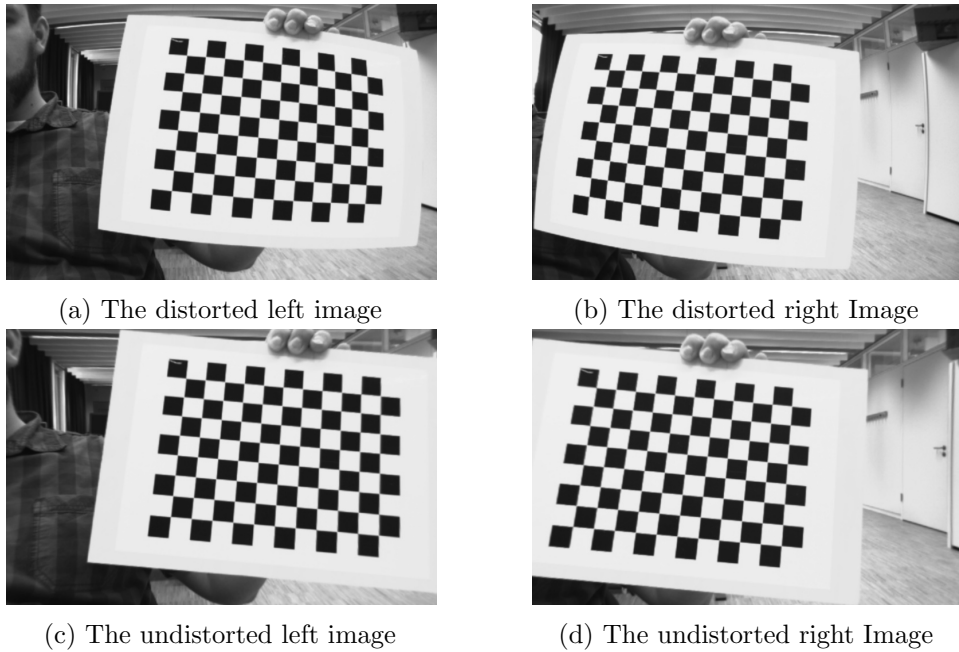 (a) The distorted left image
(b) The distorted right Image
(c) The undistorted left image
(d) The undistorted right Image